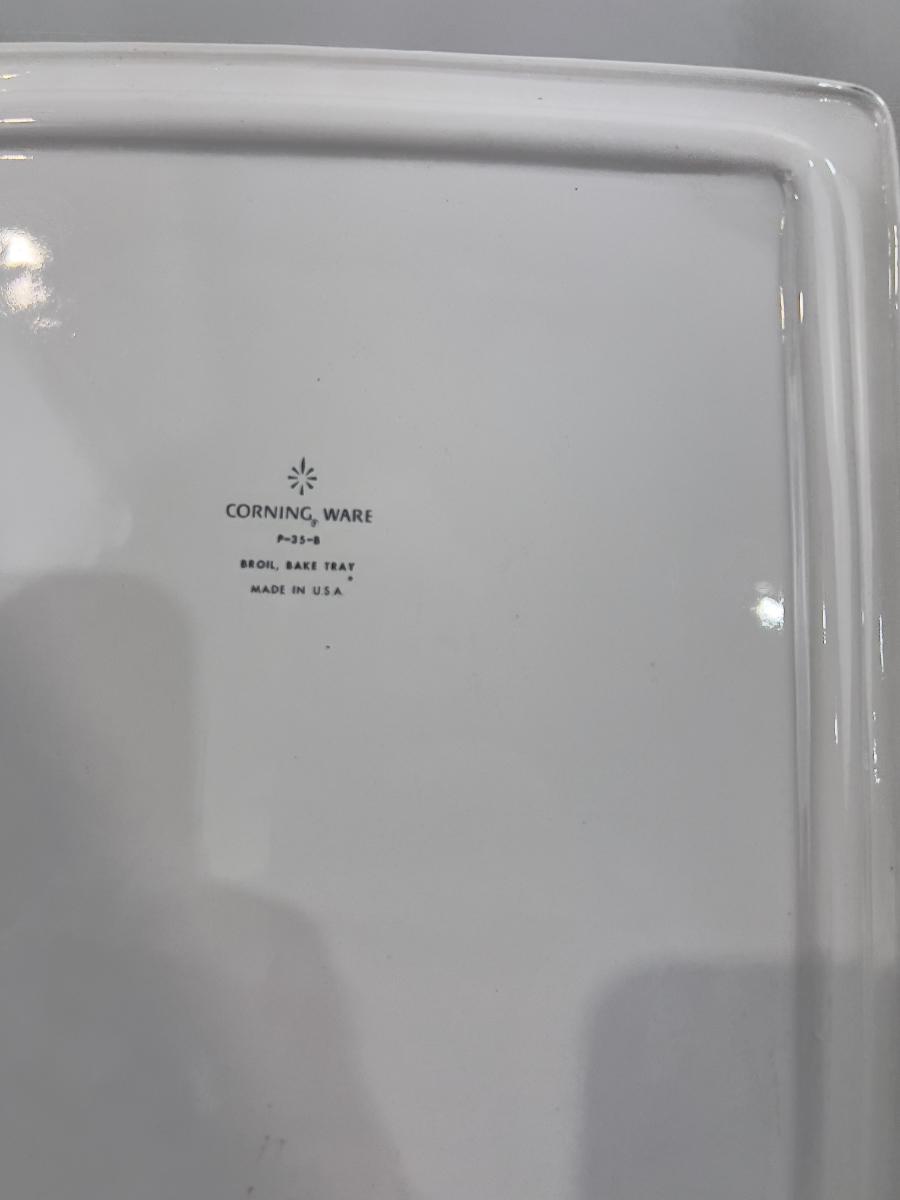 CORNING® WARE
P-35-B
BROIL, BAKE TRAY
MADE IN U.S.A.